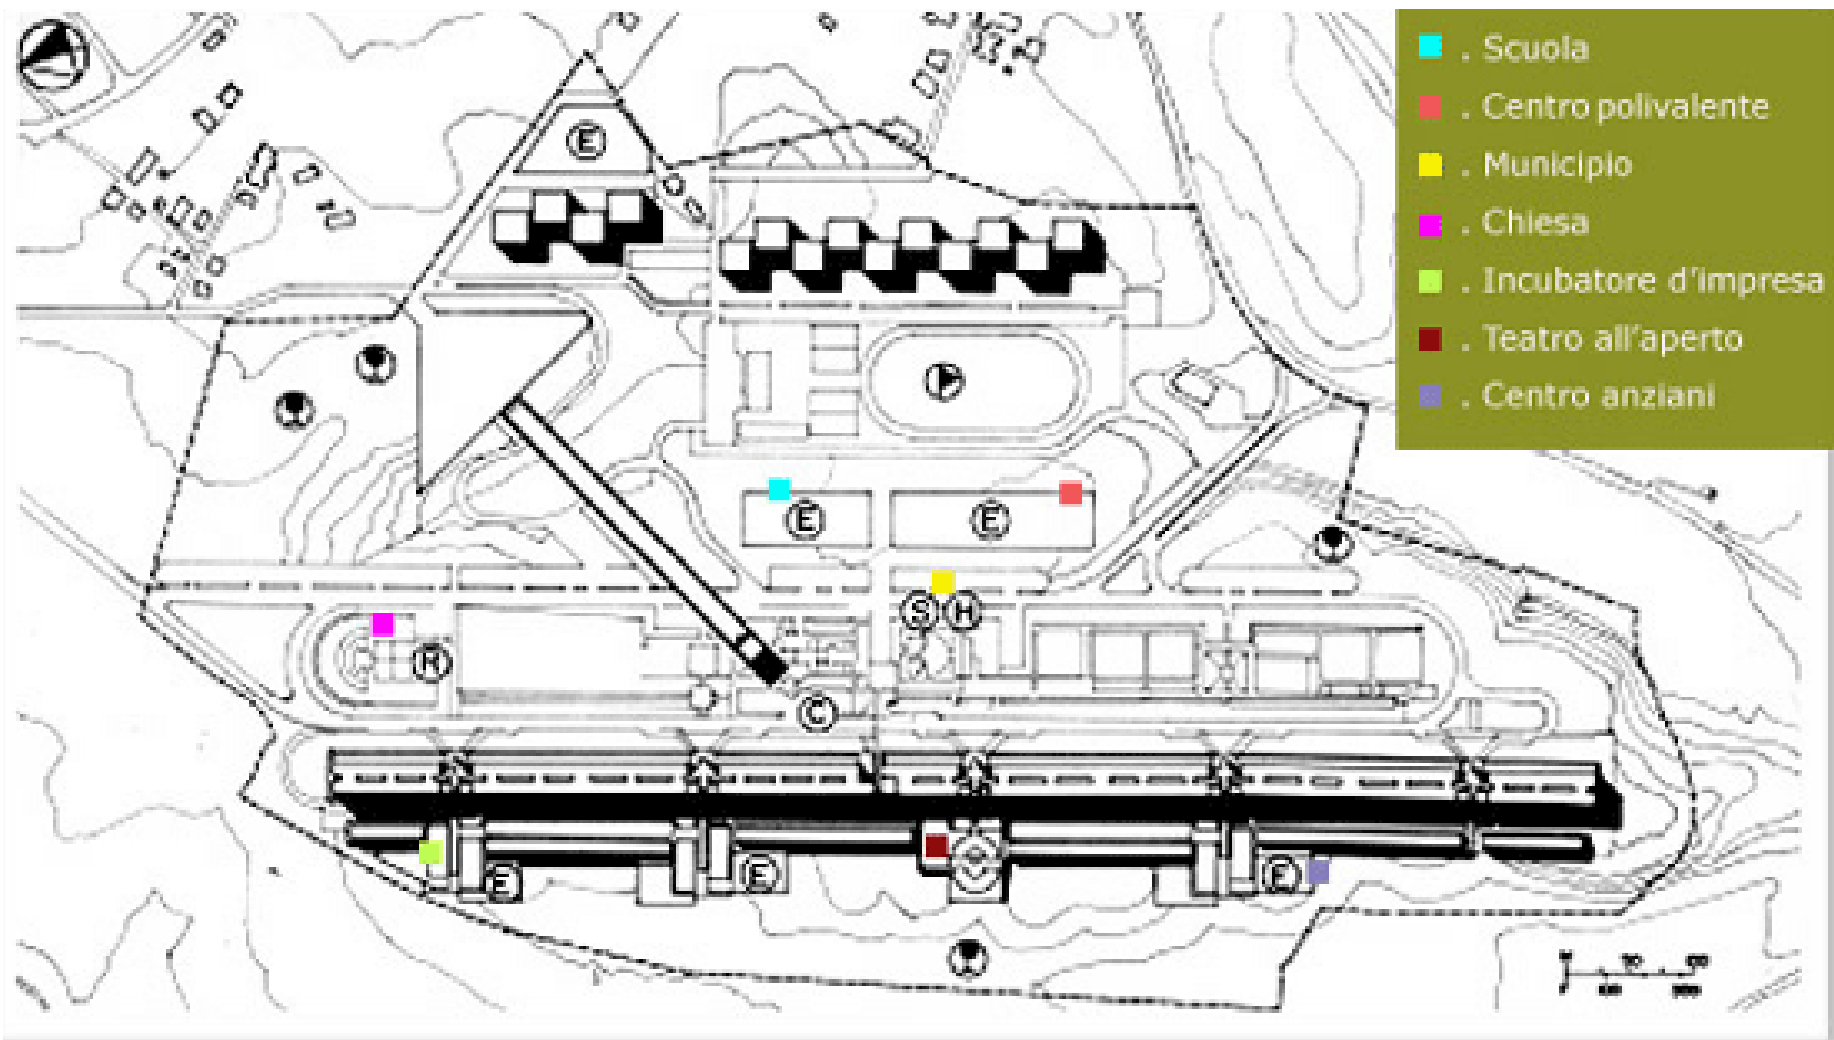 . Scuola
. Centro polivalente
. Municipio
. Chiesa
. Incubatore d'impresa
. Teatro all'aperto
. Centro anziani
E
E
E
S H
R
C
E
E
E